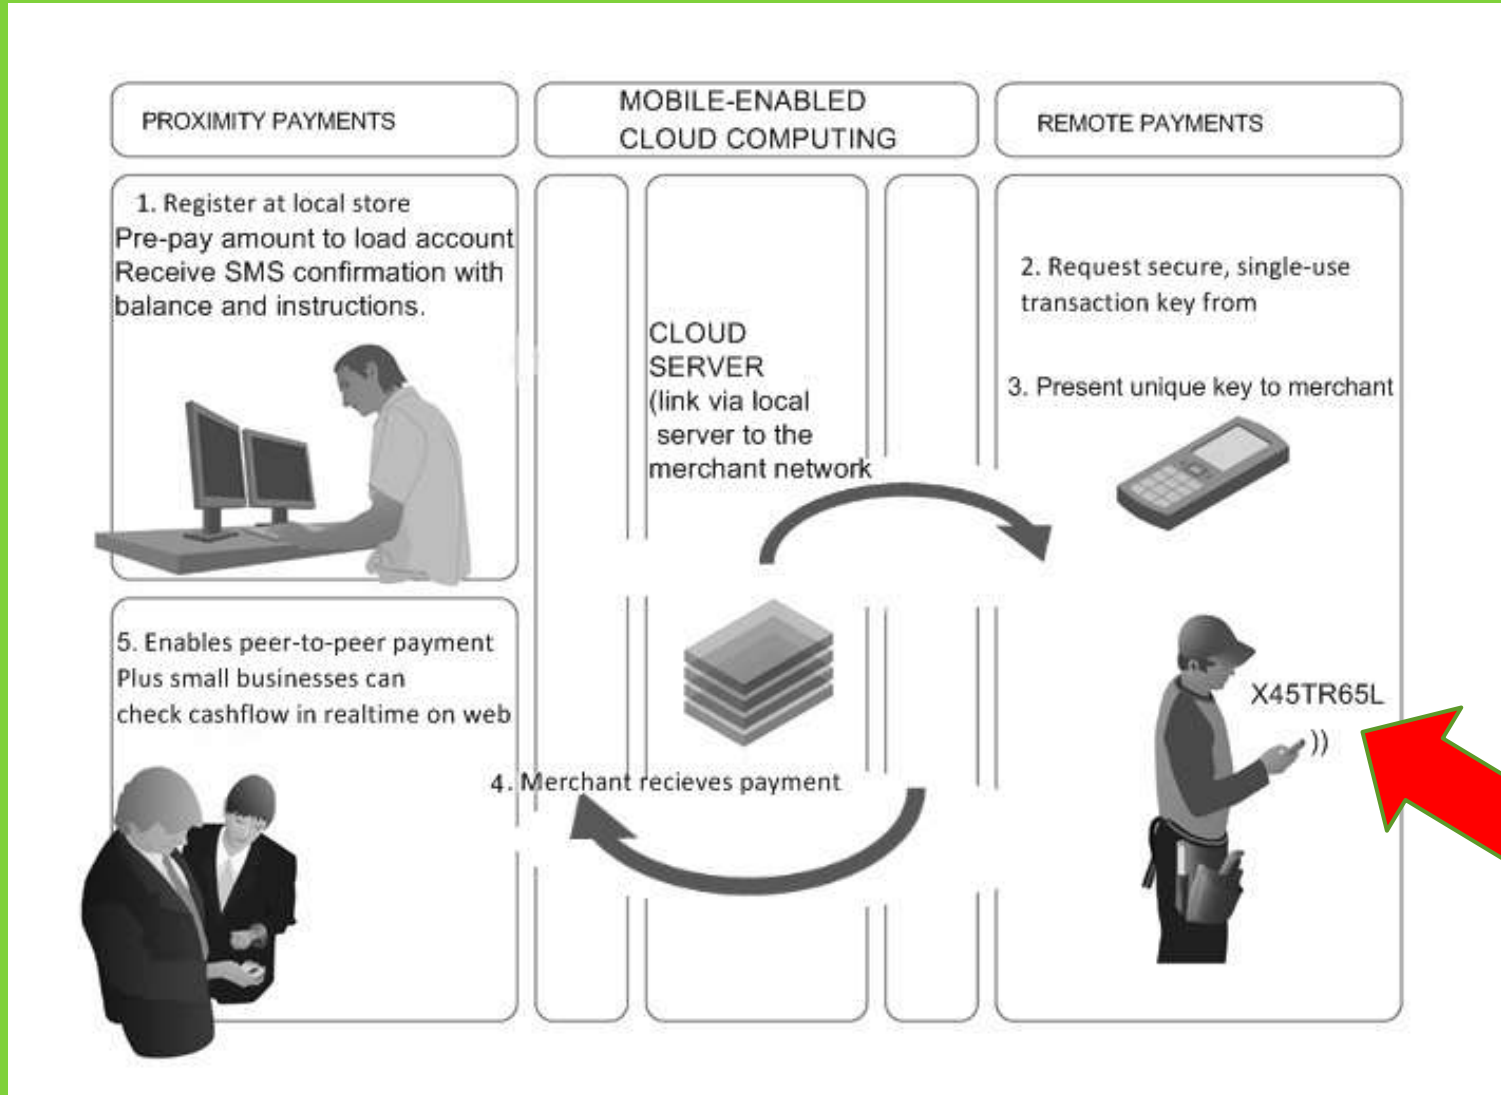 PROXIMITY PAYMENTS
MOBILE-ENABLED
CLOUD COMPUTING
REMOTE PAYMENTS
1. Register at local store
Pre-pay amount to load account
Receive SMS confirmation with
balance and instructions.
CLOUD
SERVER
(link via local
server to the
merchant network
2. Request secure, single-use
transaction key from
3. Present unique key to merchant
X45TR65L
))
4. Merchant recieves payment
5. Enables peer-to-peer payment
Plus small businesses can
check cashflow in realtime on web